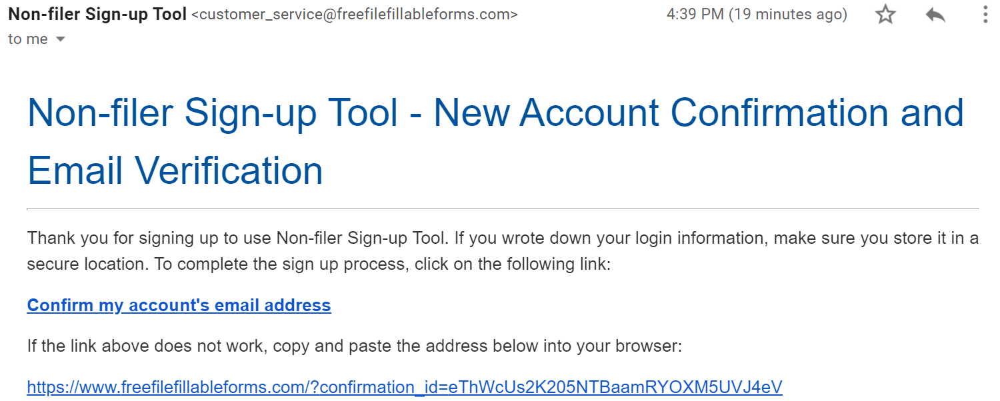 Non-filer Sign-up Tool <customer_service@freefilefillableforms.com> 4:39 PM (19 minutes ago)
to me
Non-filer Sign-up Tool - New Account Confirmation and
Email Verification
Thank you for signing up to use Non-filer Sign-up Tool. If you wrote down your login information, make sure you store it in a
secure location. To complete the sign up process, click on the following link:
Confirm my account's email address
If the link above does not work, copy and paste the address below into your browser:
https://www.freefilefillableforms.com/?confirmation_id=eThWcUs2K205NTBaamRYOXM5UVJ4eV